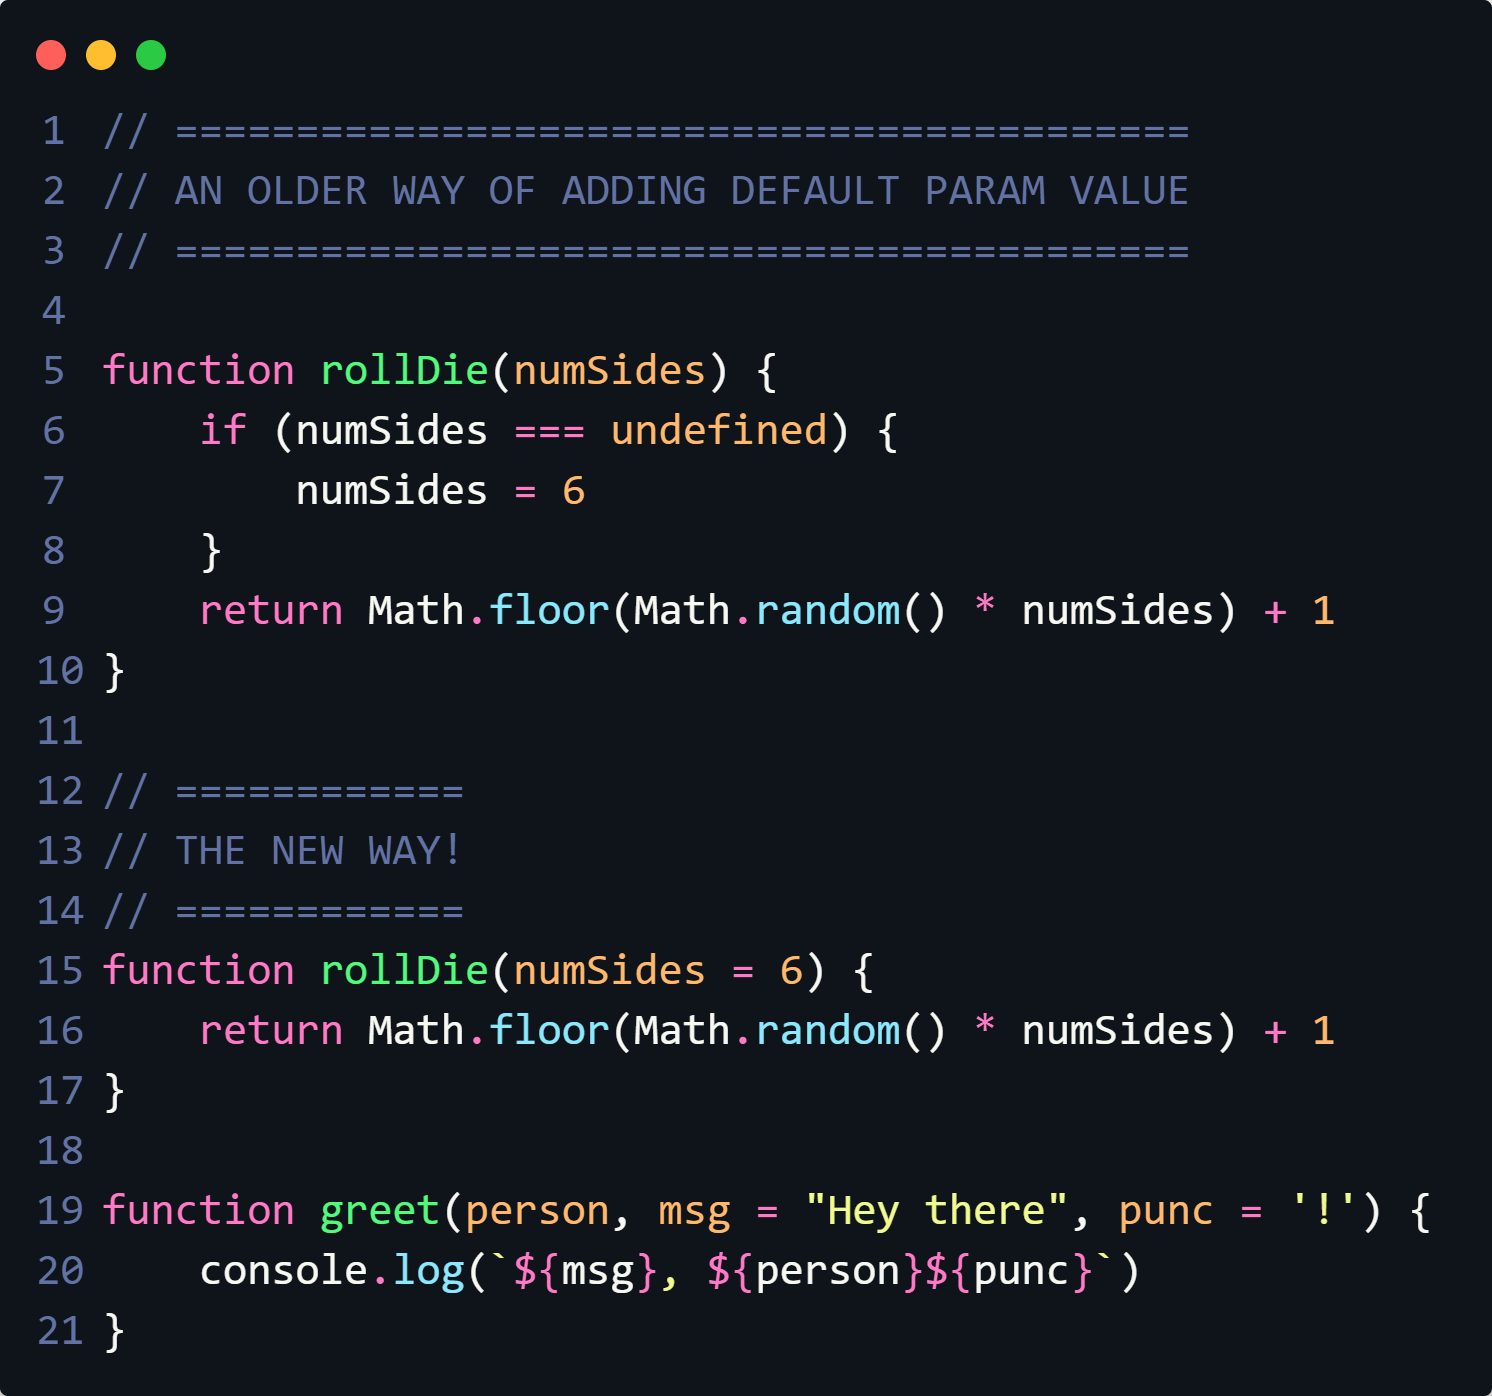 1 // ==========================================
2 // AN OLDER WAY OF ADDING DEFAULT PARAM VALUE
3 // ==========================================
4
5 function rollDie(numSides) {
6     if (numSides === undefined) {
7         numSides = 6
8     }
9     return Math.floor(Math.random() * numSides) + 1
10 }
11
12 // ============
13 // THE NEW WAY!
14 // ============
15 function rollDie(numSides = 6) {
16     return Math.floor(Math.random() * numSides) + 1
17 }
18
19 function greet(person, msg = "Hey there", punc = '!') {
20     console.log(`${msg}, ${person}${punc}`)
21 }